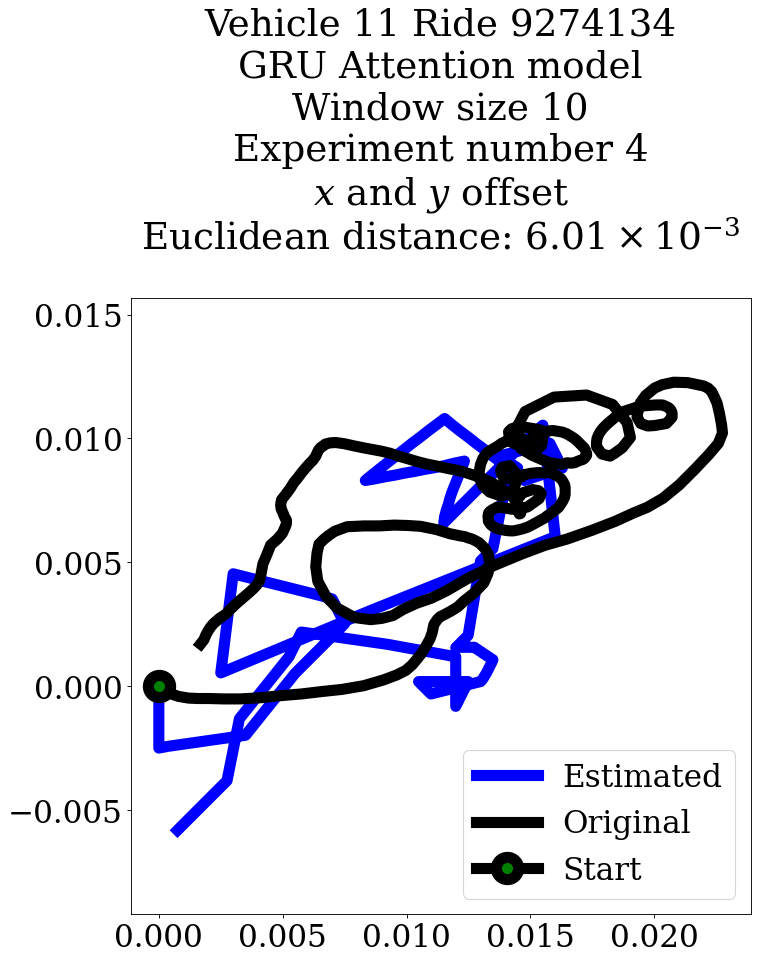 Vehicle 11 Ride 9274134
GRU Attention model
Window size 10
Experiment number 4
x and y offset
Euclidean distance: 6.01 × 10⁻³
0.015
0.010
0.005
0.000
−0.005
Estimated
Original
Start
0.000 0.005 0.010 0.015 0.020